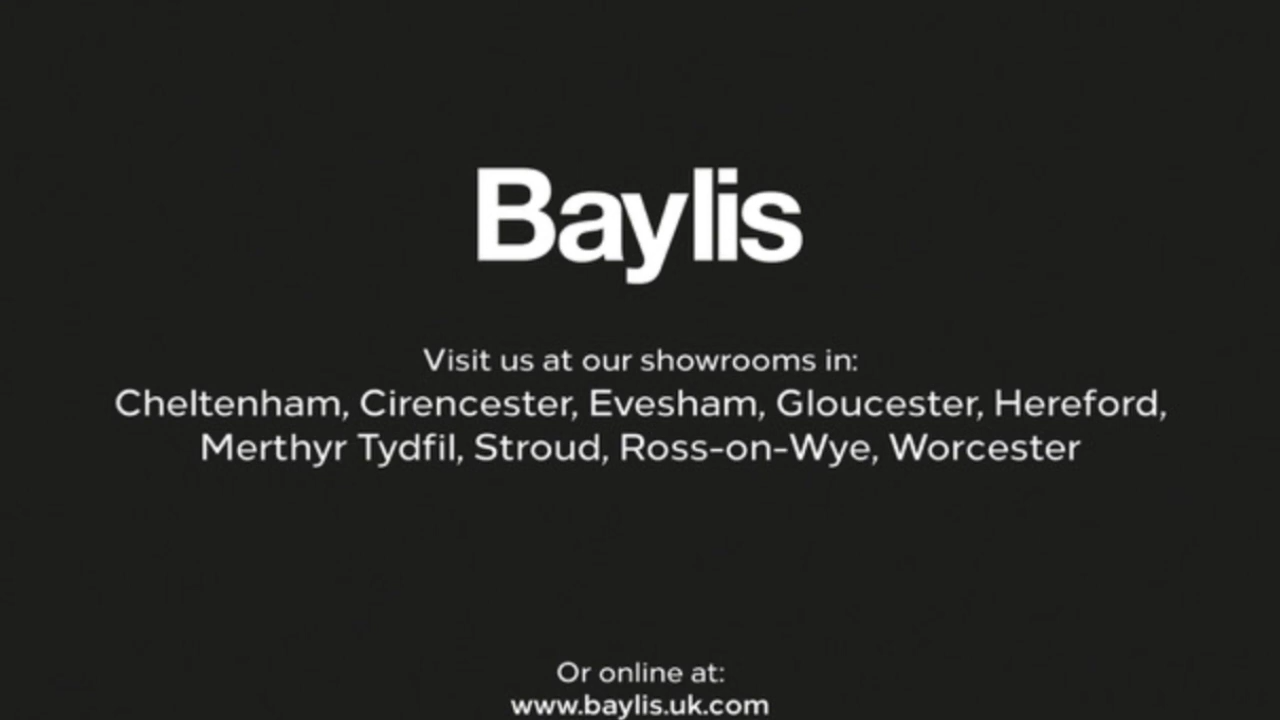 Baylis
Visit us at our showrooms in:
Cheltenham, Cirencester, Evesham, Gloucester, Hereford,
Merthyr Tydfil, Stroud, Ross-on-Wye, Worcester
Or online at:
www.baylis.uk.com